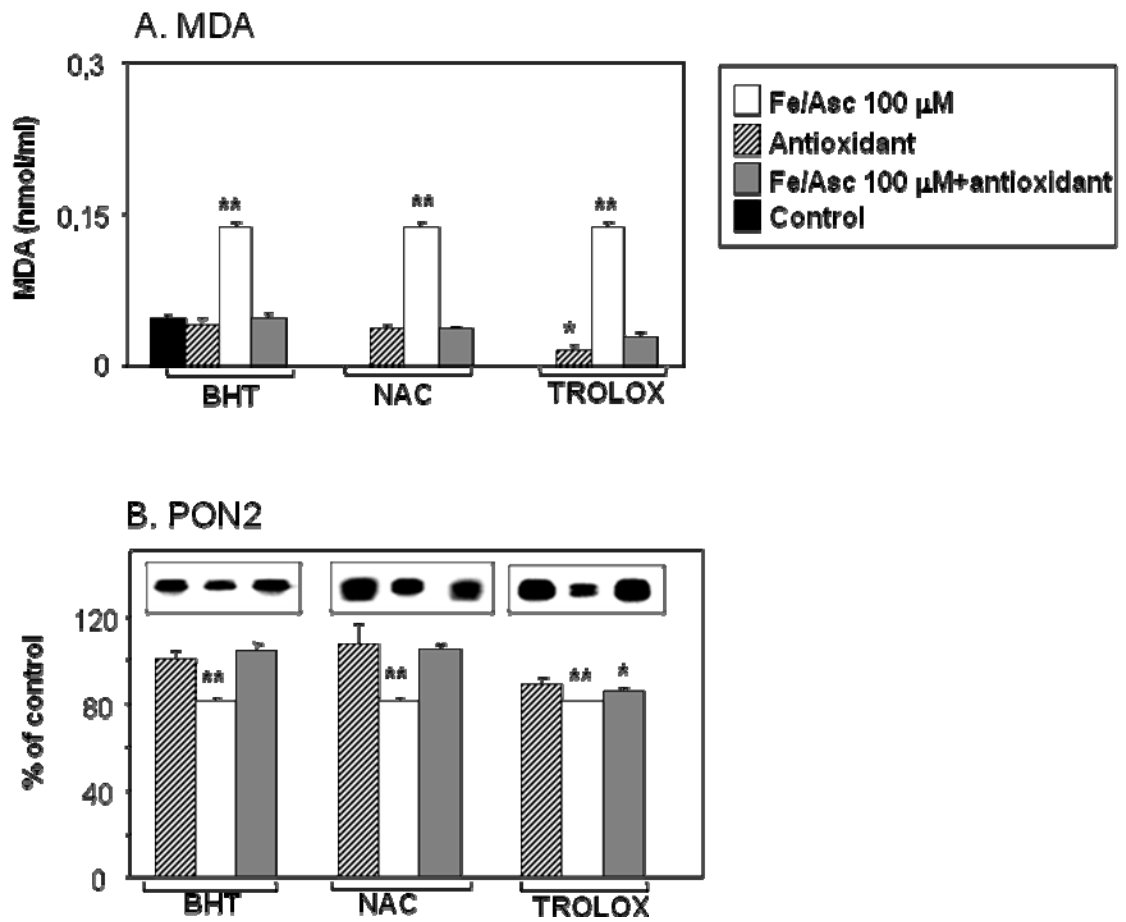 A. MDA
0,3
0,15
0
MDA (nmol/ml)
** ** **
*
BHT NAC TROLOX
Fe/Asc 100 µM
Antioxidant
Fe/Asc 100 µM+antioxidant
Control
B. PON2
120
80
40
0
% of control
** ** ** *
BHT NAC TROLOX